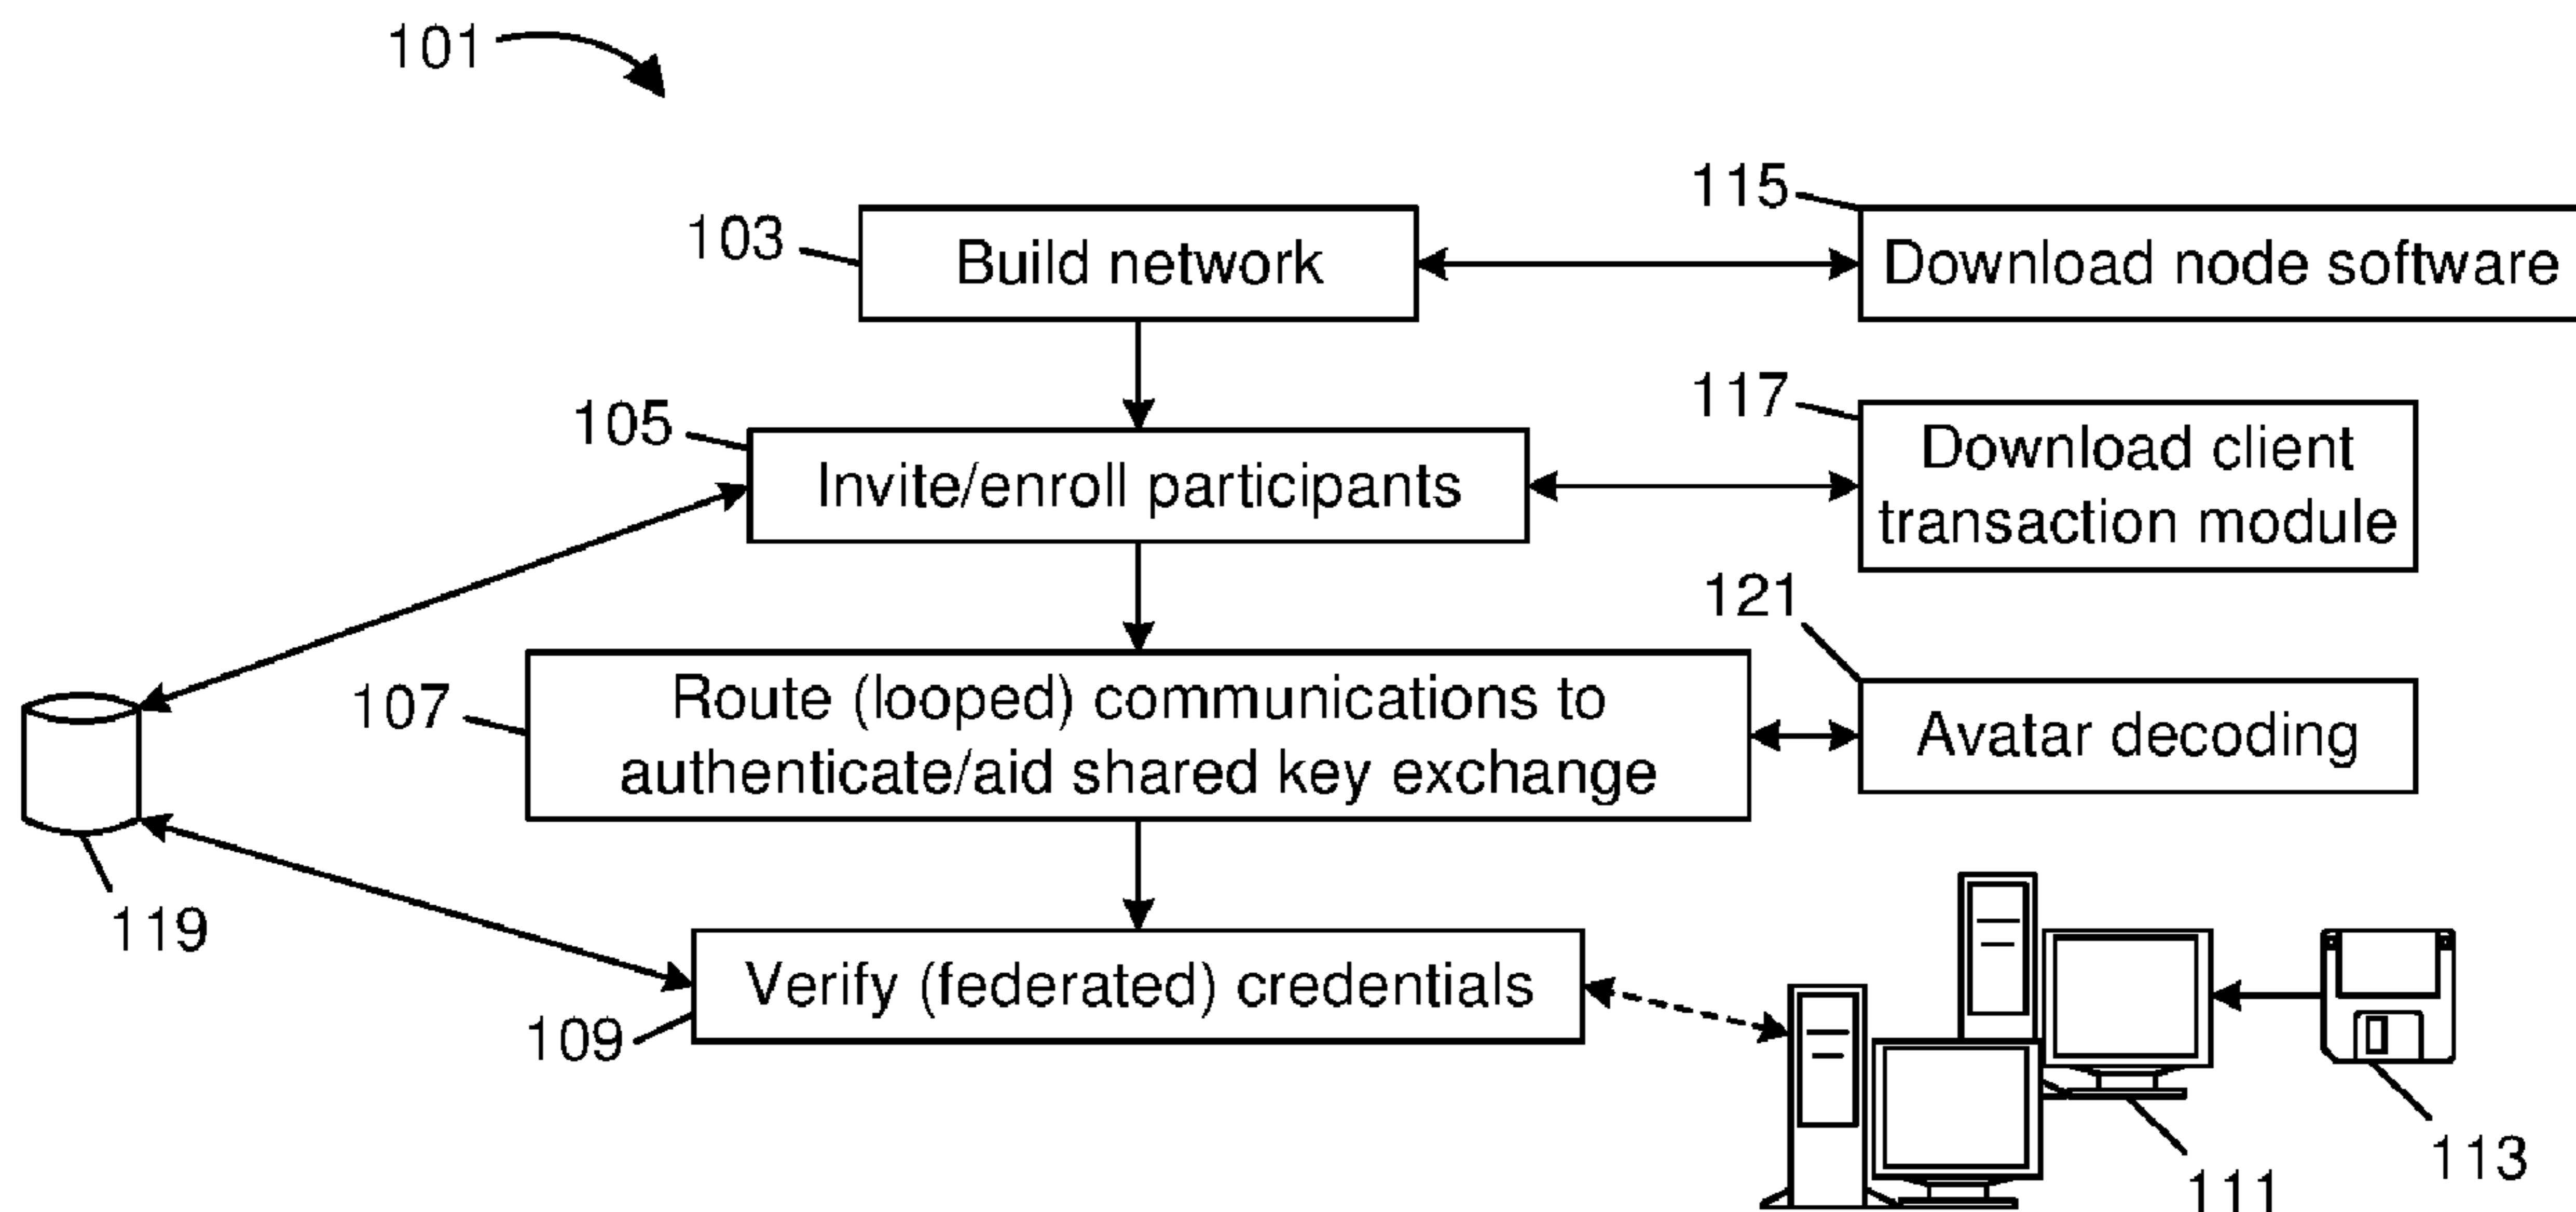 101
115
103
Build network
Download node software
117
105
Download client
Invite/enroll participants
transaction module
121
107
Route (looped) communications to
authenticate/aid shared key exchange
Avatar decoding
119
Verify (federated) credentials
109
113
111